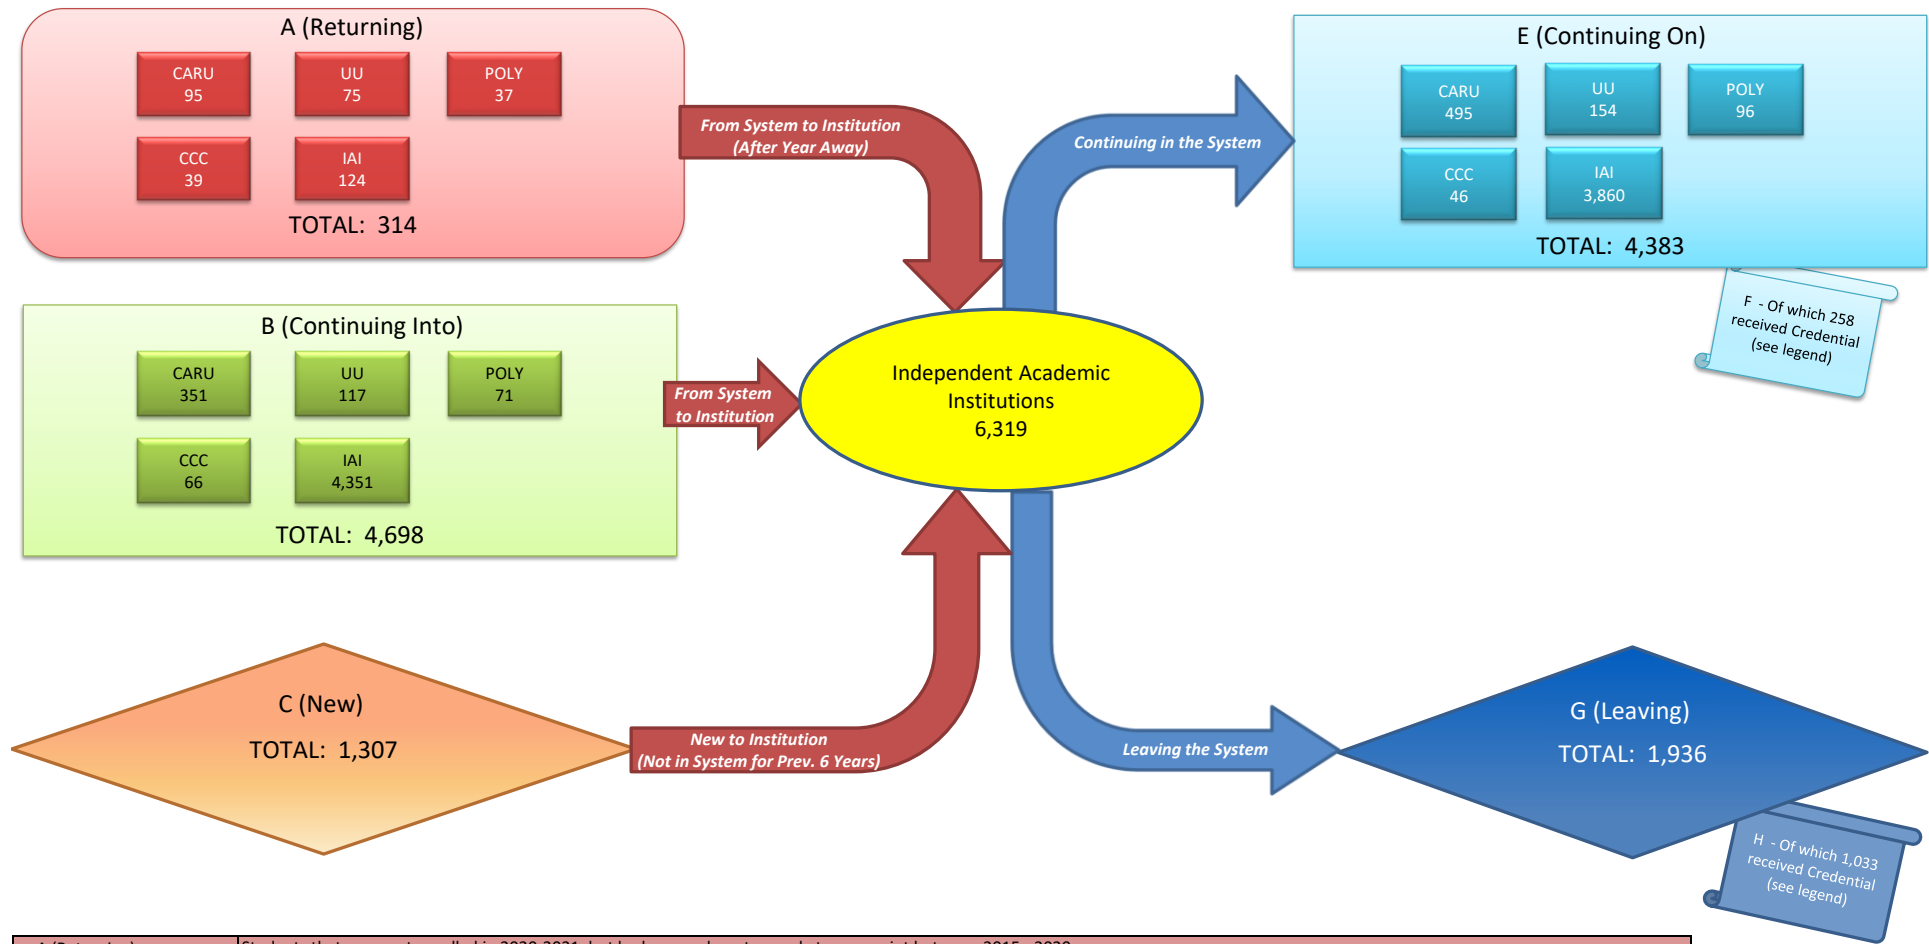 A (Returning)
CARU
95
UU
75
POLY
37
CCC
39
IAI
124
TOTAL: 314
From System to Institution
(After Year Away)
B (Continuing Into)
CARU
351
UU
117
POLY
71
CCC
66
IAI
4,351
TOTAL: 4,698
From System
to Institution
C (New)
TOTAL: 1,307
New to Institution
(Not in System for Prev. 6 Years)
Independent Academic
Institutions
6,319
Continuing in the System
E (Continuing On)
CARU
495
UU
154
POLY
96
CCC
46
IAI
3,860
TOTAL: 4,383
F - Of which 258
received Credential
(see legend)
Leaving the System
G (Leaving)
TOTAL: 1,936
H - Of which 1,033
received Credential
(see legend)